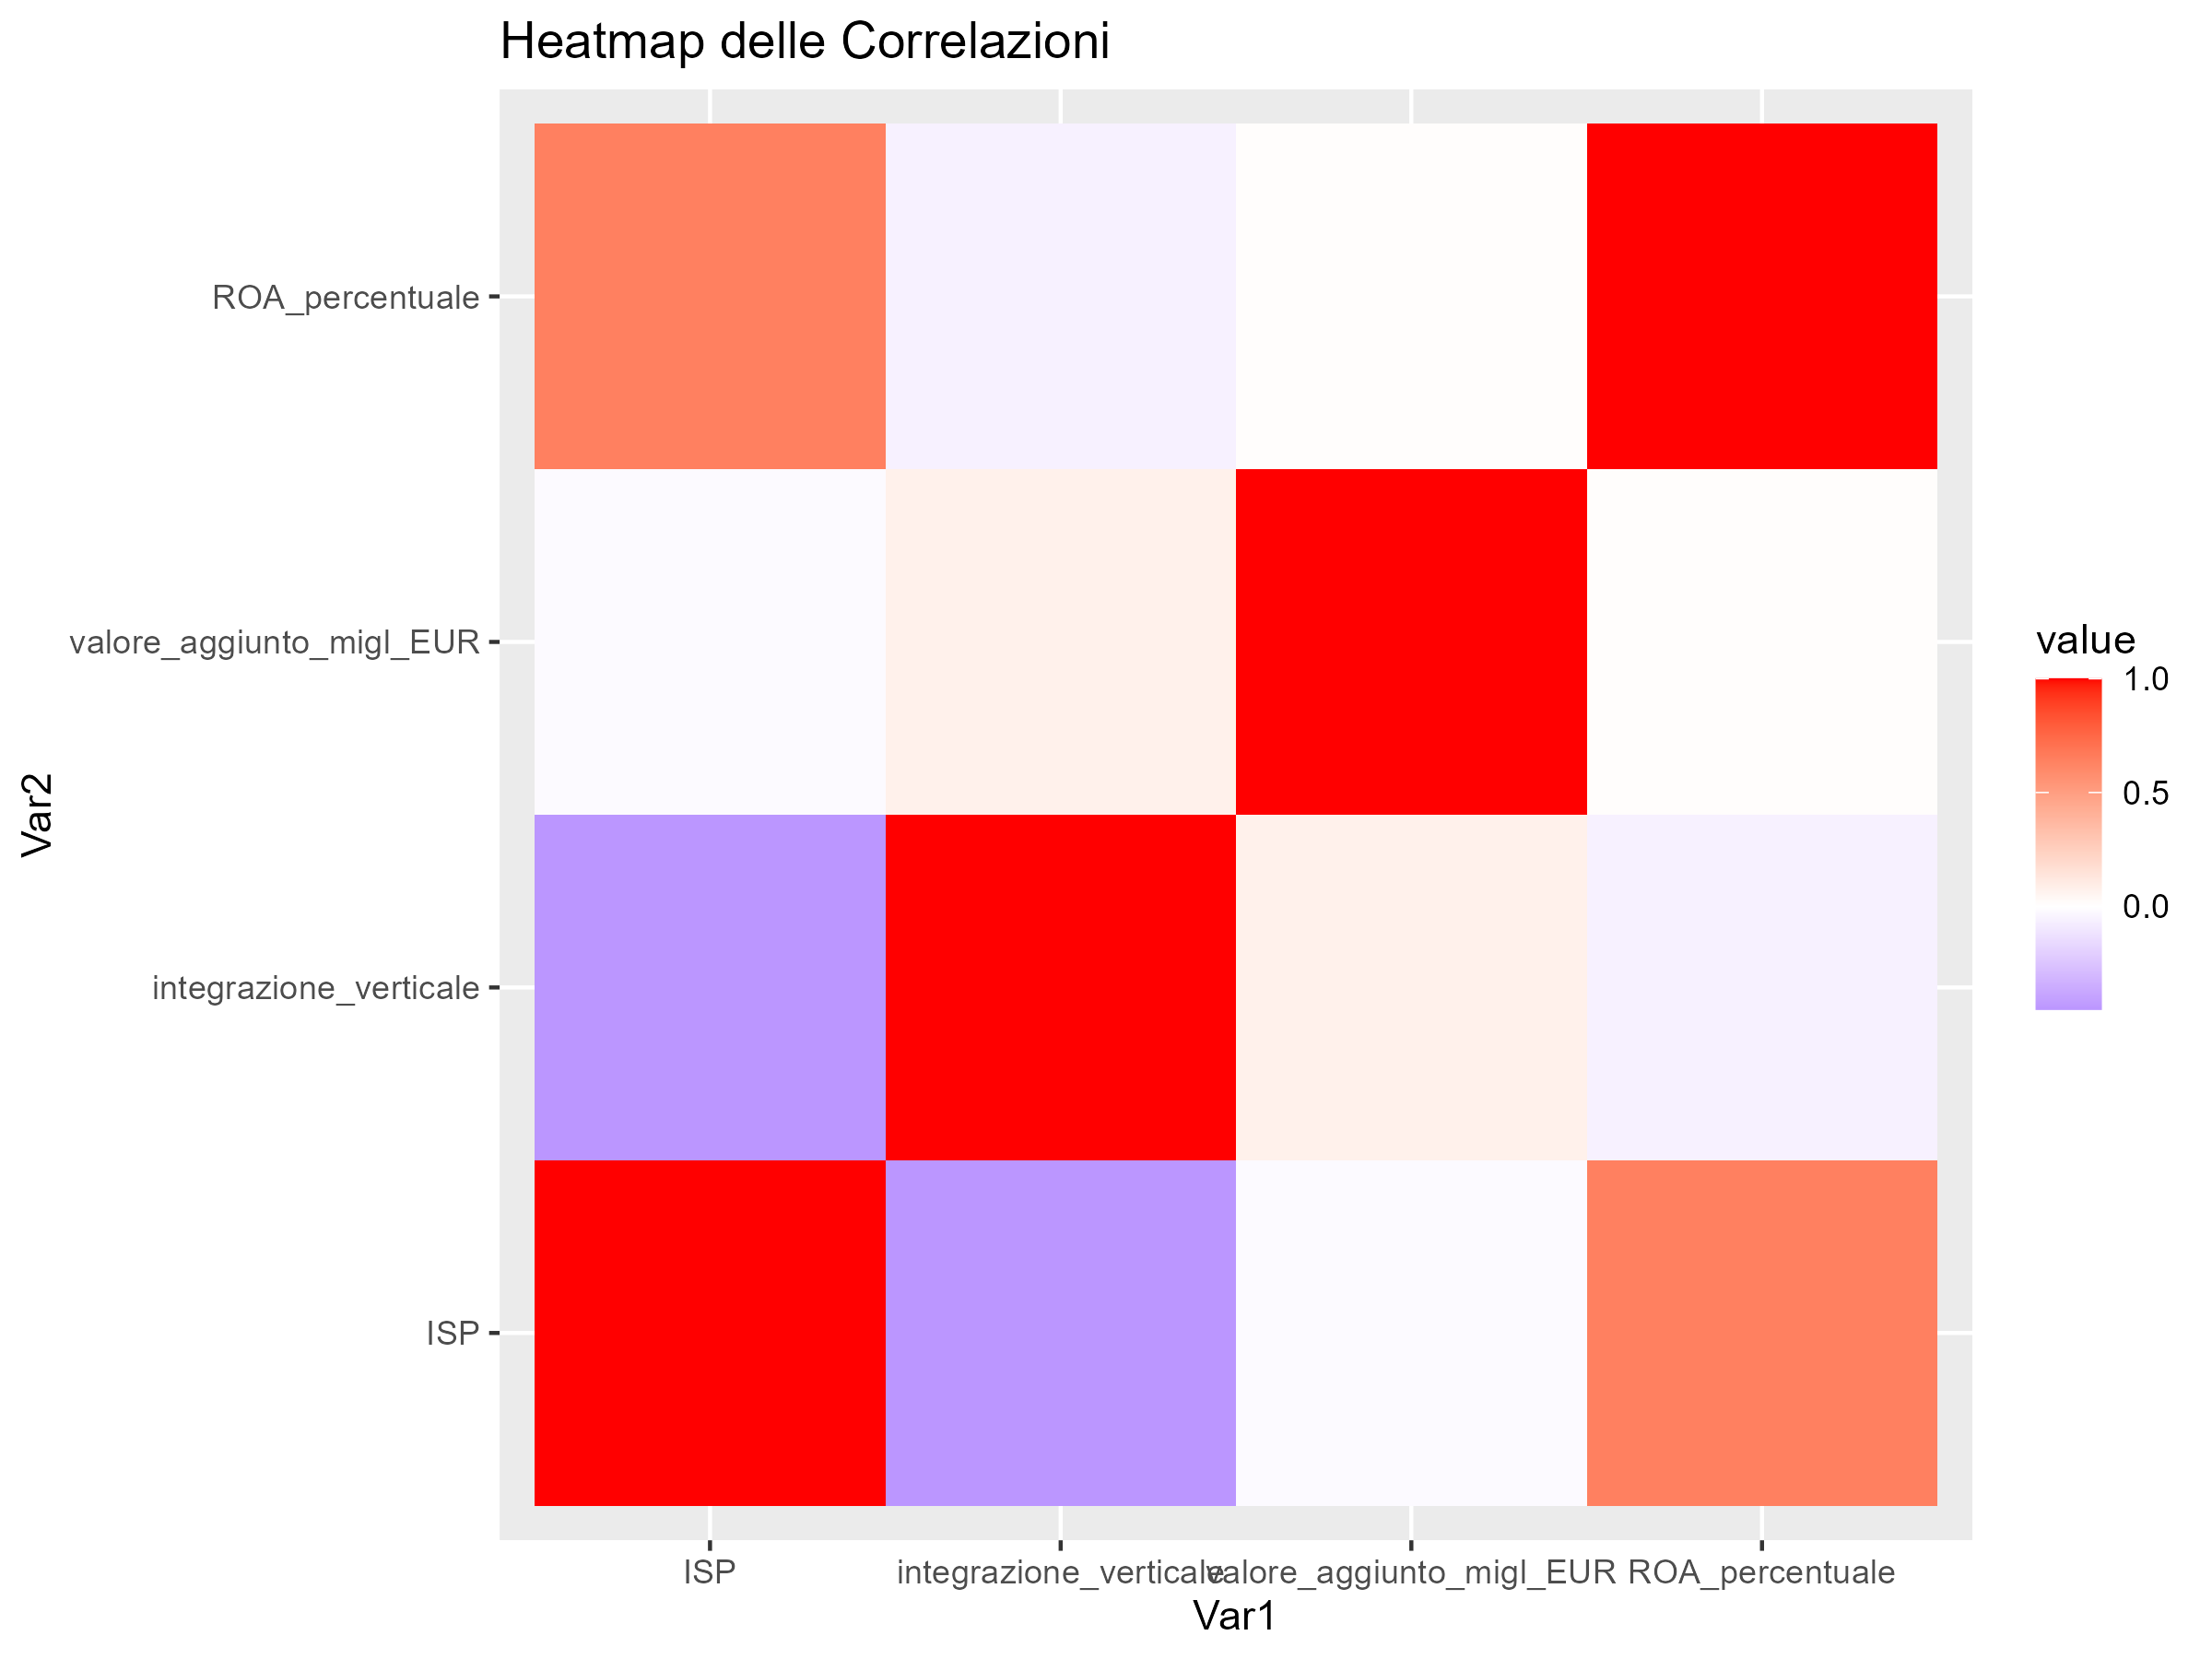 Heatmap delle Correlazioni
ROA_percentuale
valore_aggiunto_migl_EUR
integrazione_verticale
ISP
Var2
value
1.0
0.5
0.0
ISP
integrazione_verticale
valore_aggiunto_migl_EUR
ROA_percentuale
Var1